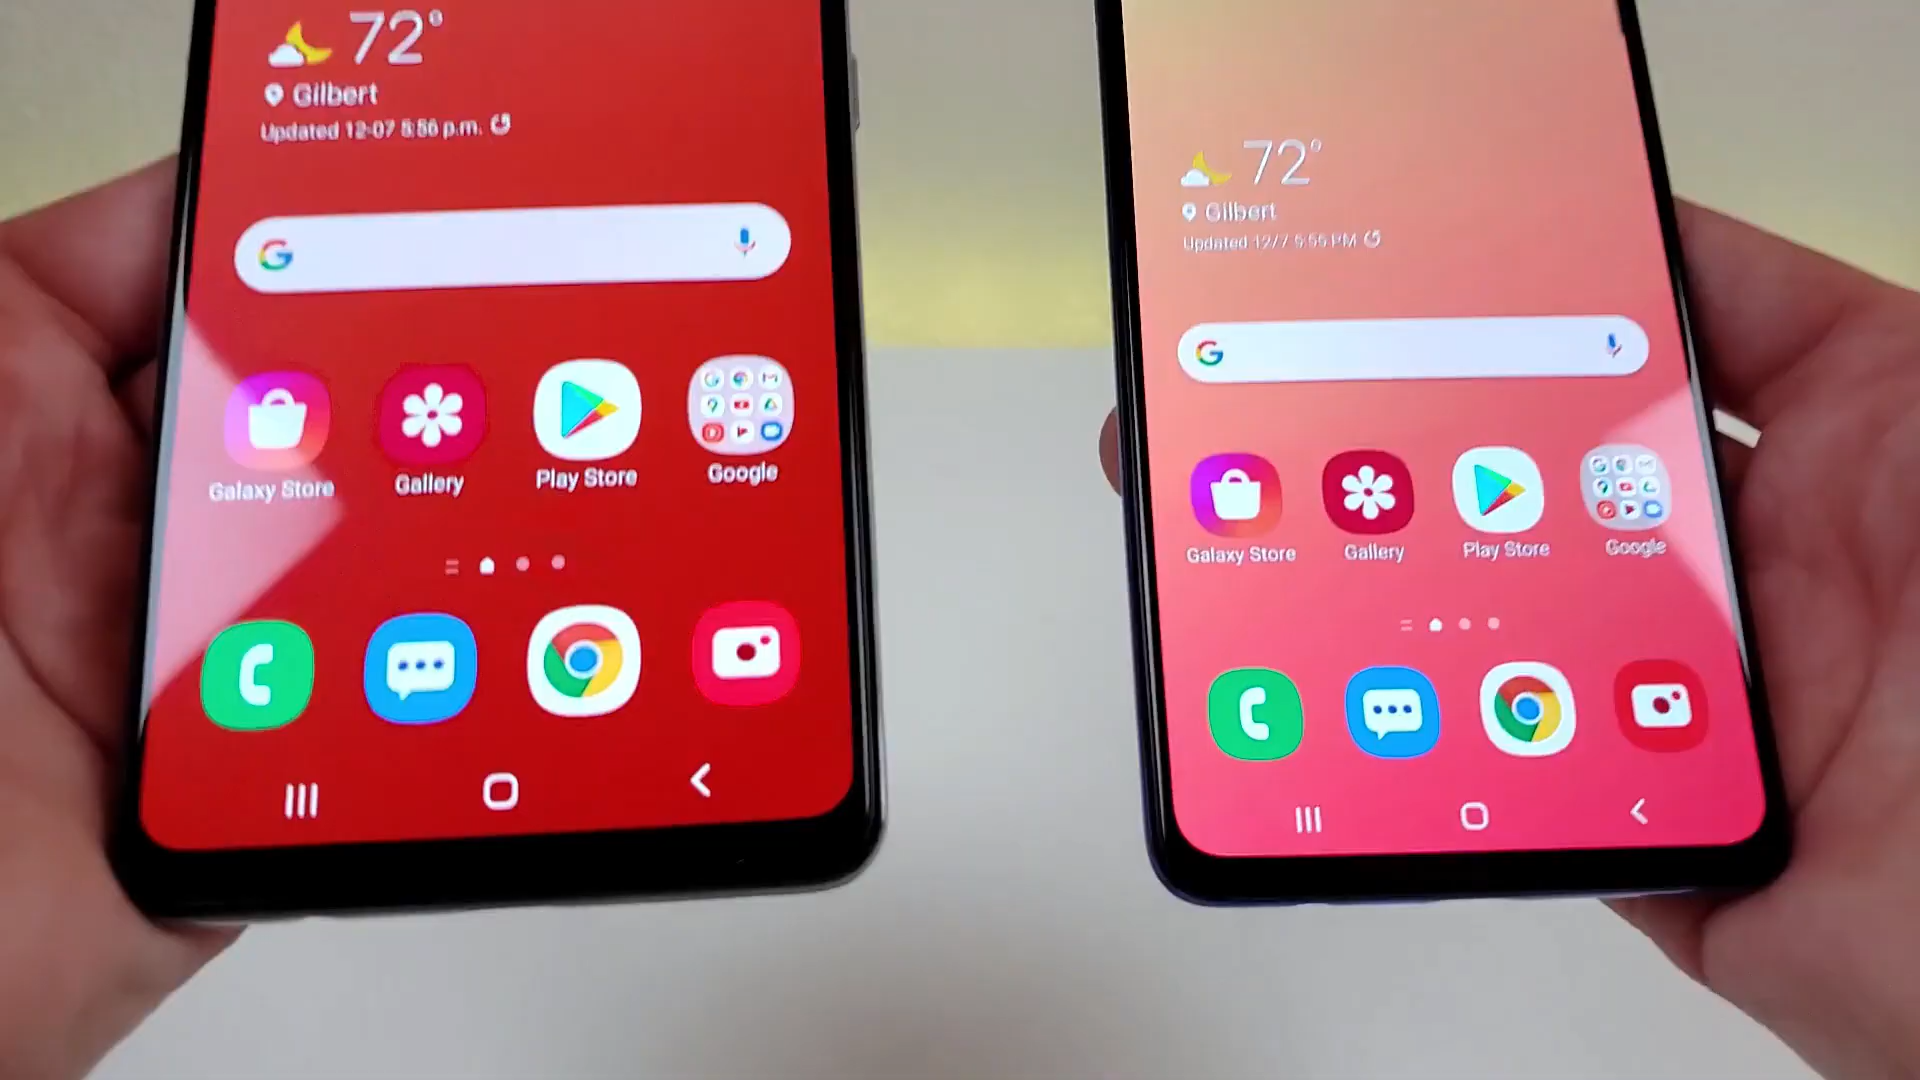 72°
Gilbert
Updated 12-07 5:56 p.m.
Galaxy Store
Gallery
Play Store
Google
72°
Gilbert
Updated 12/7 5:55 PM
Galaxy Store
Gallery
Play Store
Google